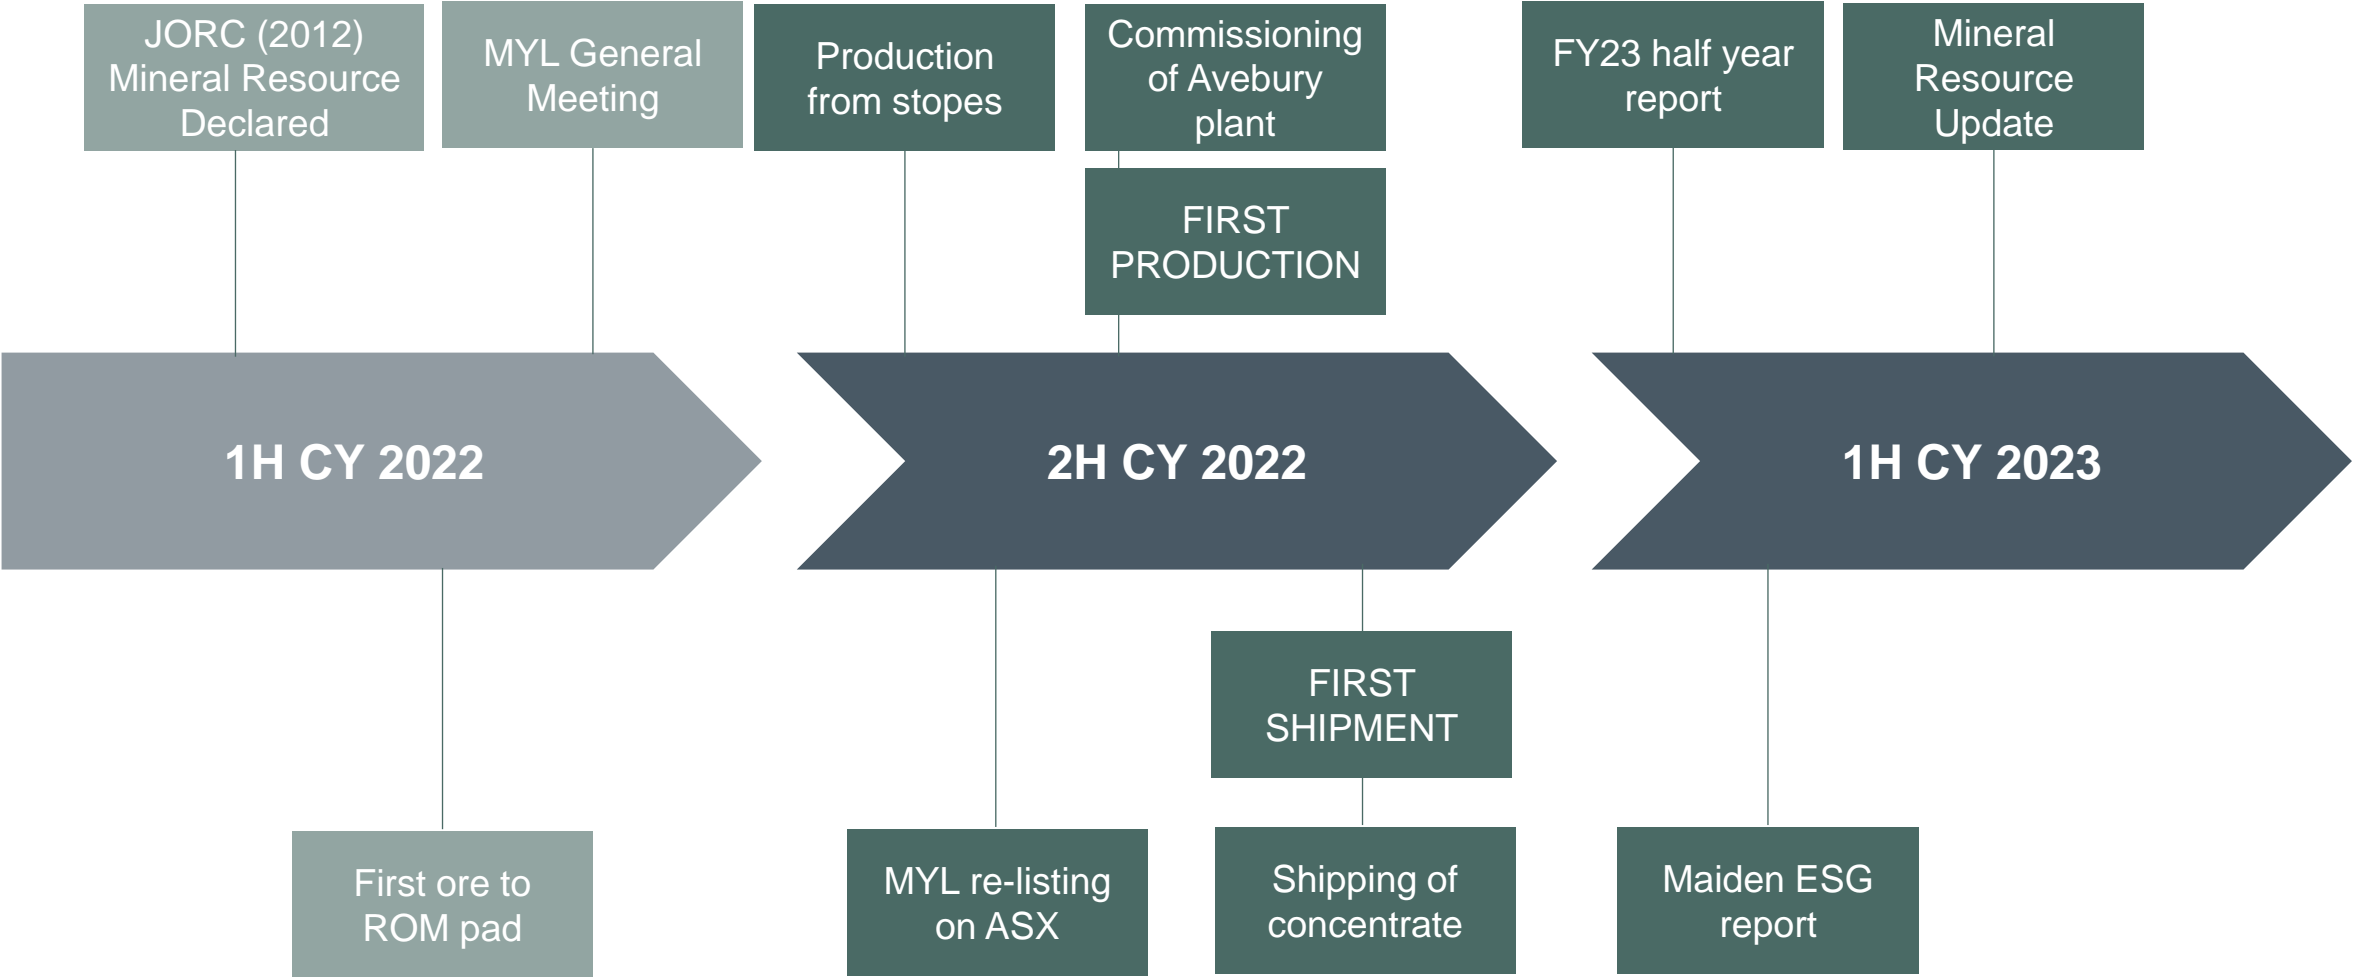 JORC (2012)
Mineral Resource
Declared
MYL General
Meeting
Production
from stopes
Commissioning
of Avebury
plant
FIRST
PRODUCTION
FY23 half year
report
Mineral
Resource
Update
1H CY 2022
2H CY 2022
1H CY 2023
First ore to
ROM pad
MYL re-listing
on ASX
FIRST
SHIPMENT
Shipping of
concentrate
Maiden ESG
report